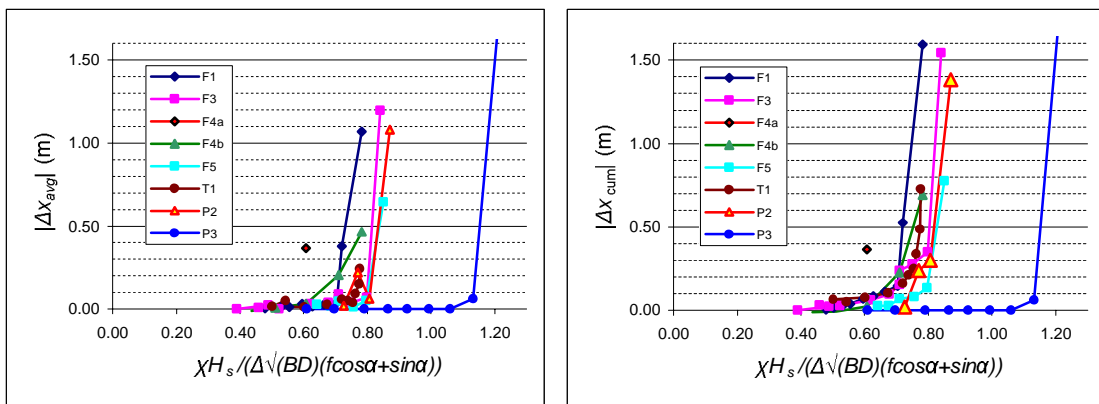 |Δx_avg| (m)
1.50
1.00
0.50
0.00
F1
F3
F4a
F4b
F5
T1
P2
P3
0.00 0.20 0.40 0.60 0.80 1.00 1.20
χH_s/(Δ√(BD)(fcosα+sinα))
|Δx_cum| (m)
1.50
1.00
0.50
0.00
F1
F3
F4a
F4b
F5
T1
P2
P3
0.00 0.20 0.40 0.60 0.80 1.00 1.20
χH_s/(Δ√(BD)(fcosα+sinα))